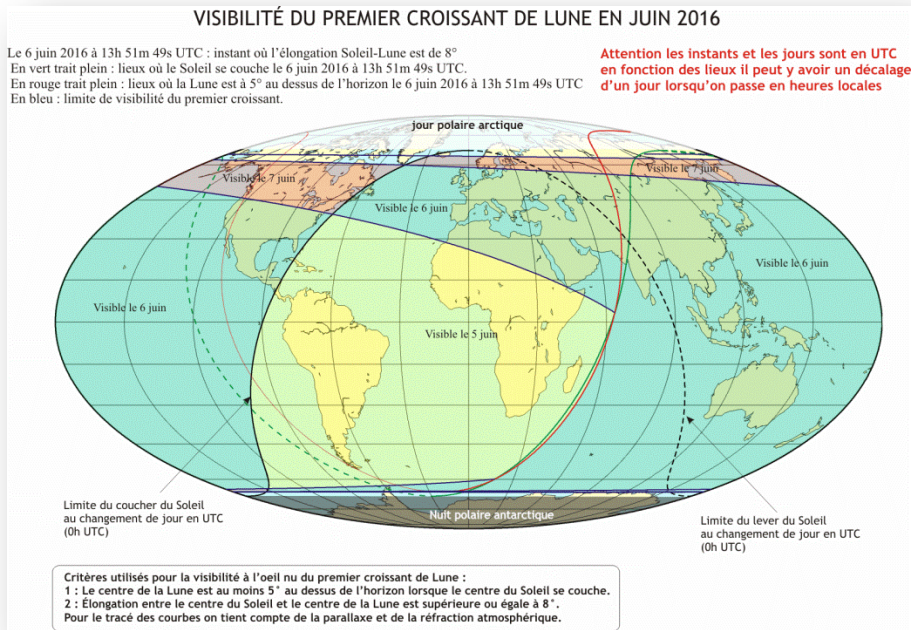 VISIBILITÉ DU PREMIER CROISSANT DE LUNE EN JUIN 2016
Le 6 juin 2016 à 13h 51m 49s UTC : instant où l'élongation Soleil-Lune est de 8°
En vert trait plein : lieux où le Soleil se couche le 6 juin 2016 à 13h 51m 49s UTC.
En rouge trait plein : lieux où la Lune est à 5° au dessus de l'horizon le 6 juin 2016 à 13h 51m 49s UTC
En bleu : limite de visibilité du premier croissant.
Attention les instants et les jours sont en UTC
en fonction des lieux il peut y avoir un décalage
d'un jour lorsqu'on passe en heures locales
jour polaire arctique
Visible le 7 juin
Visible le 7 juin
Visible le 6 juin
Visible le 6 juin
Visible le 6 juin
Visible le 5 juin
Nuit polaire antarctique
Limite du coucher du Soleil
au changement de jour en UTC
(0h UTC)
Limite du lever du Soleil
au changement de jour en UTC
(0h UTC)
Critères utilisés pour la visibilité à l'oeil nu du premier croissant de Lune :
1 : Le centre de la Lune est au moins 5° au dessus de l'horizon lorsque le centre du Soleil se couche.
2 : Élongation entre le centre du Soleil et le centre de la Lune est supérieure ou égale à 8°.
Pour le tracé des courbes on tient compte de la parallaxe et de la réfraction atmosphérique.